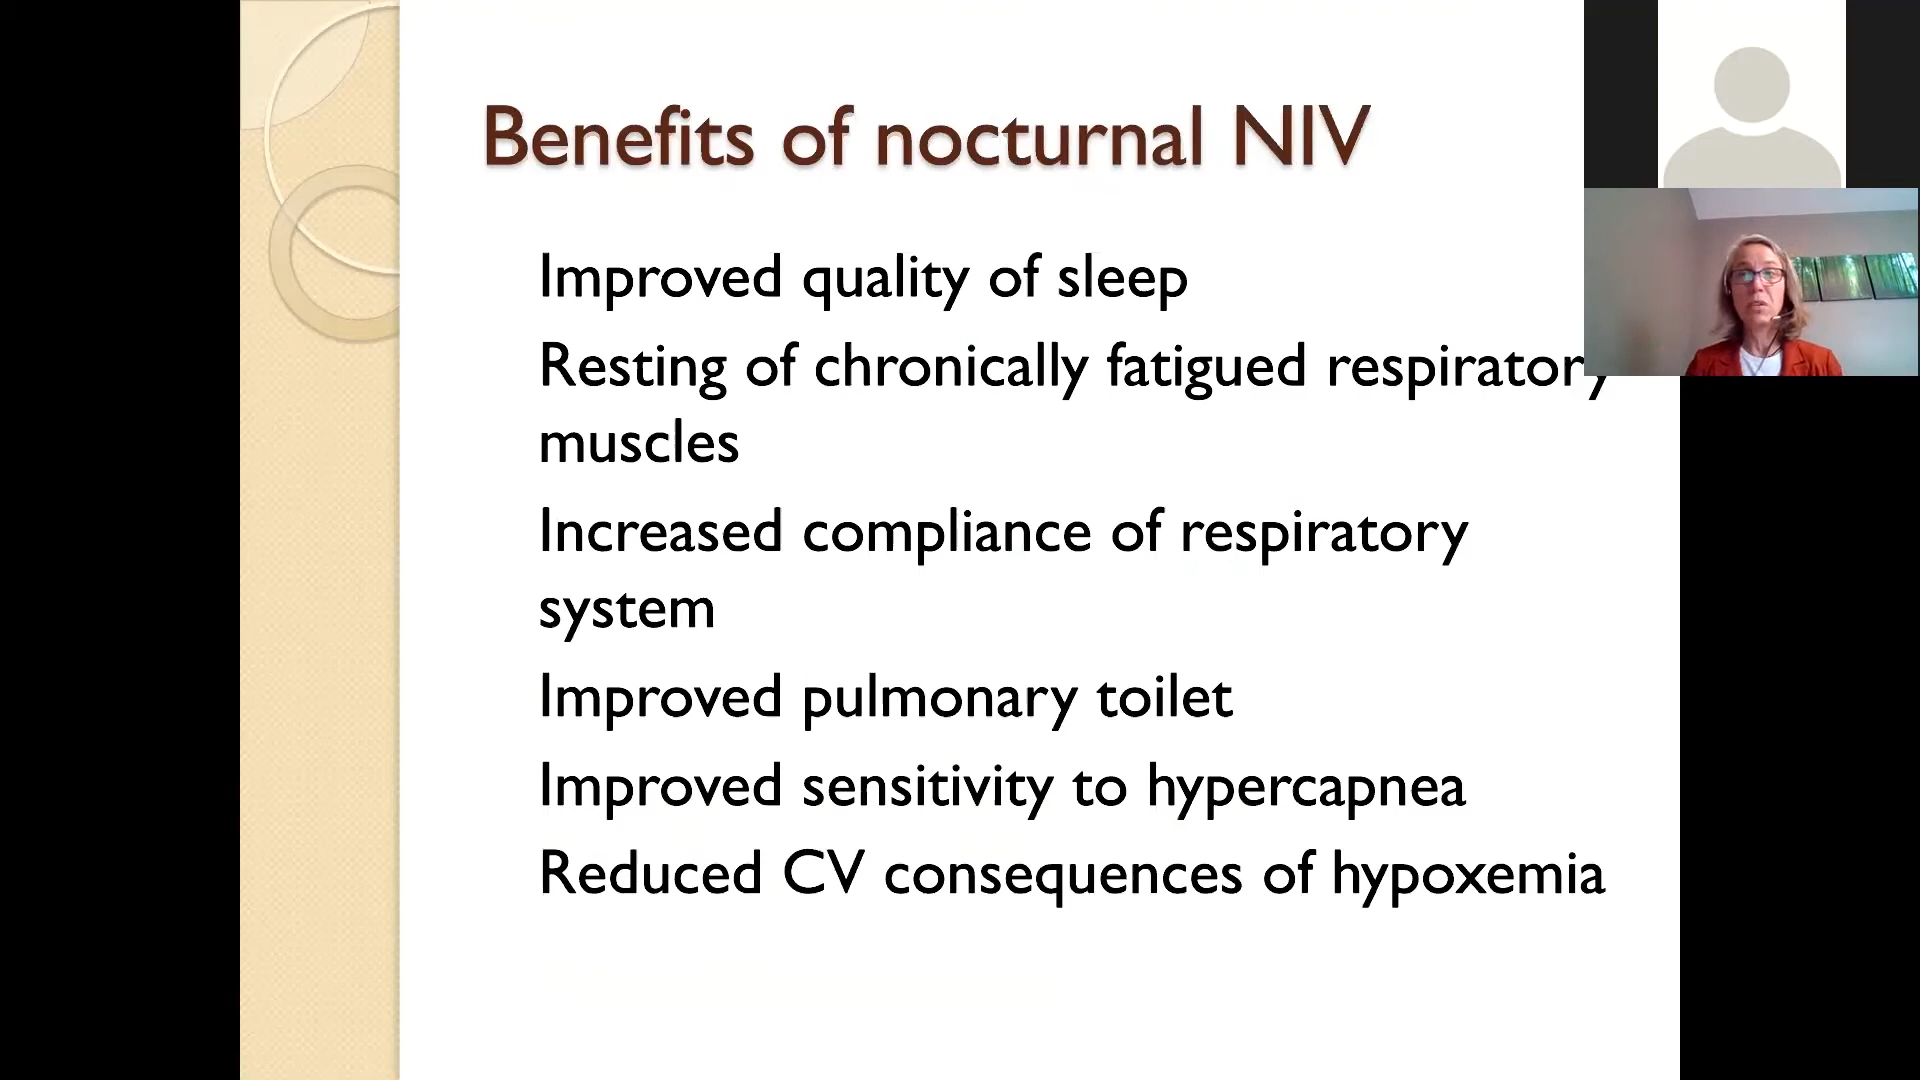 Benefits of nocturnal NIV
Improved quality of sleep
Resting of chronically fatigued respiratory
muscles
Increased compliance of respiratory
system
Improved pulmonary toilet
Improved sensitivity to hypercapnea
Reduced CV consequences of hypoxemia